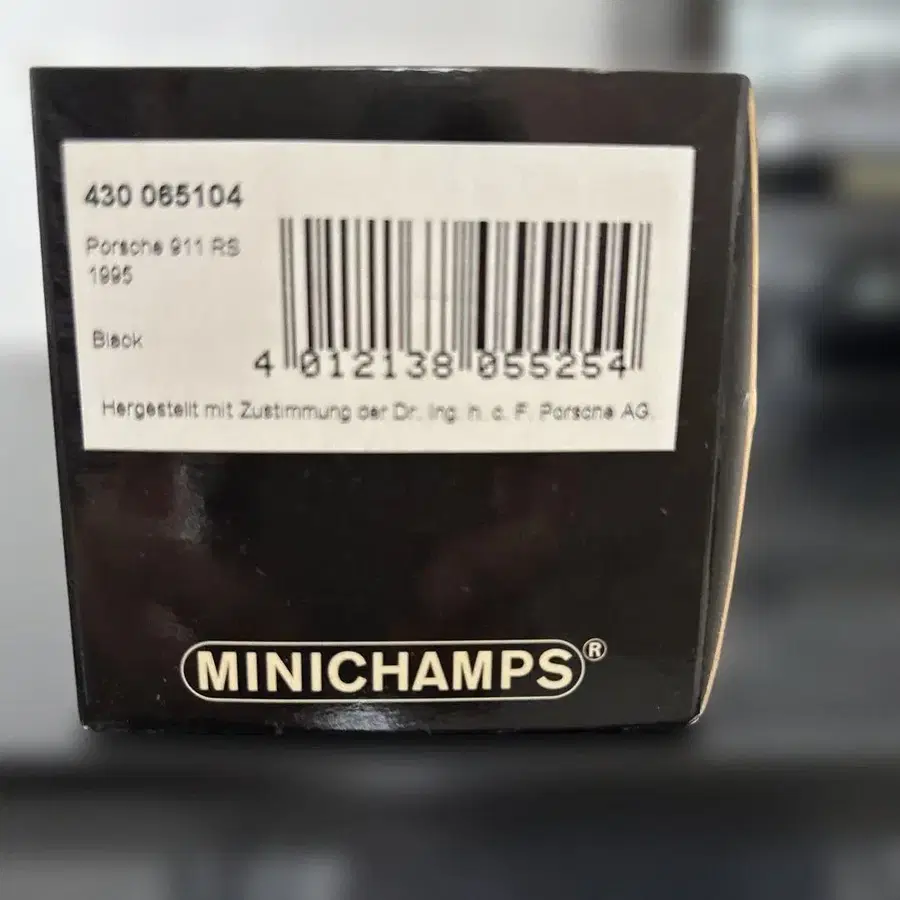 430 065104
Porsche 911 RS
1995
Black
4 012138 055254
Hergestellt mit Zustimmung der Dr. Ing. h. c. F. Porsche AG.
MINICHAMPS®